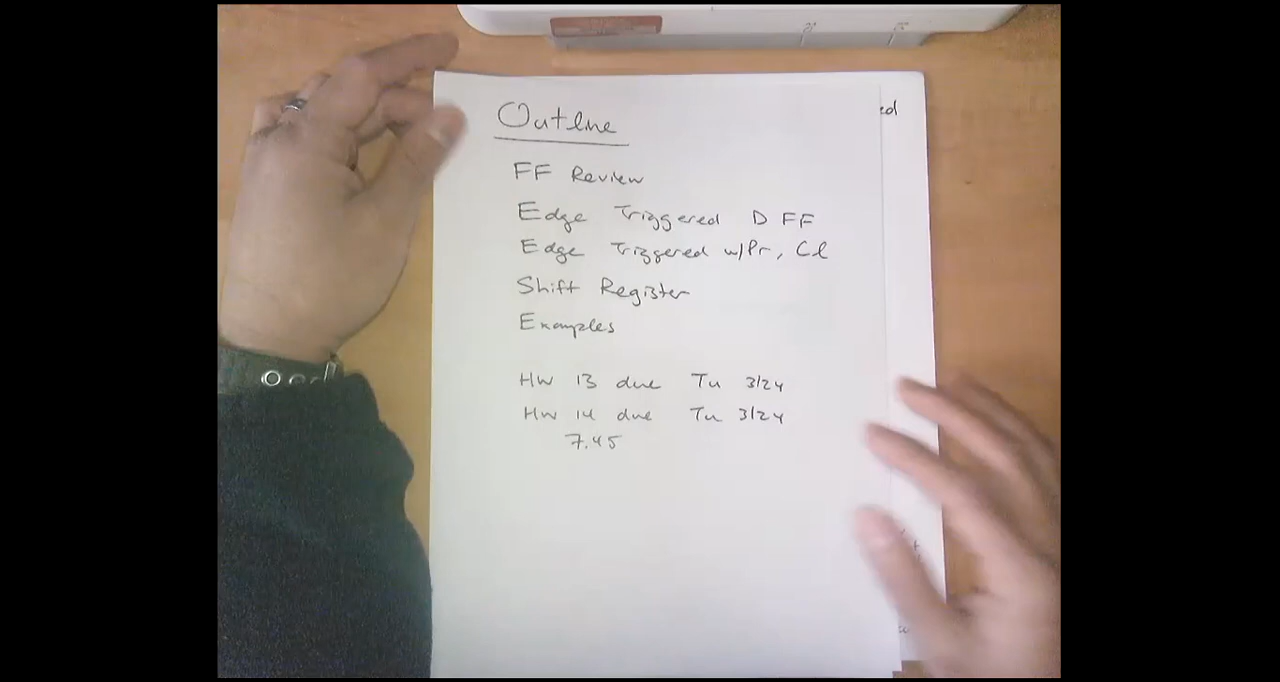 Outline
FF Review
Edge Triggered D FF
Edge Triggered w/Pr, Cl
Shift Register
Examples
HW 13 due Tu 3/24
HW 14 due Tu 3/24
7.45
ed